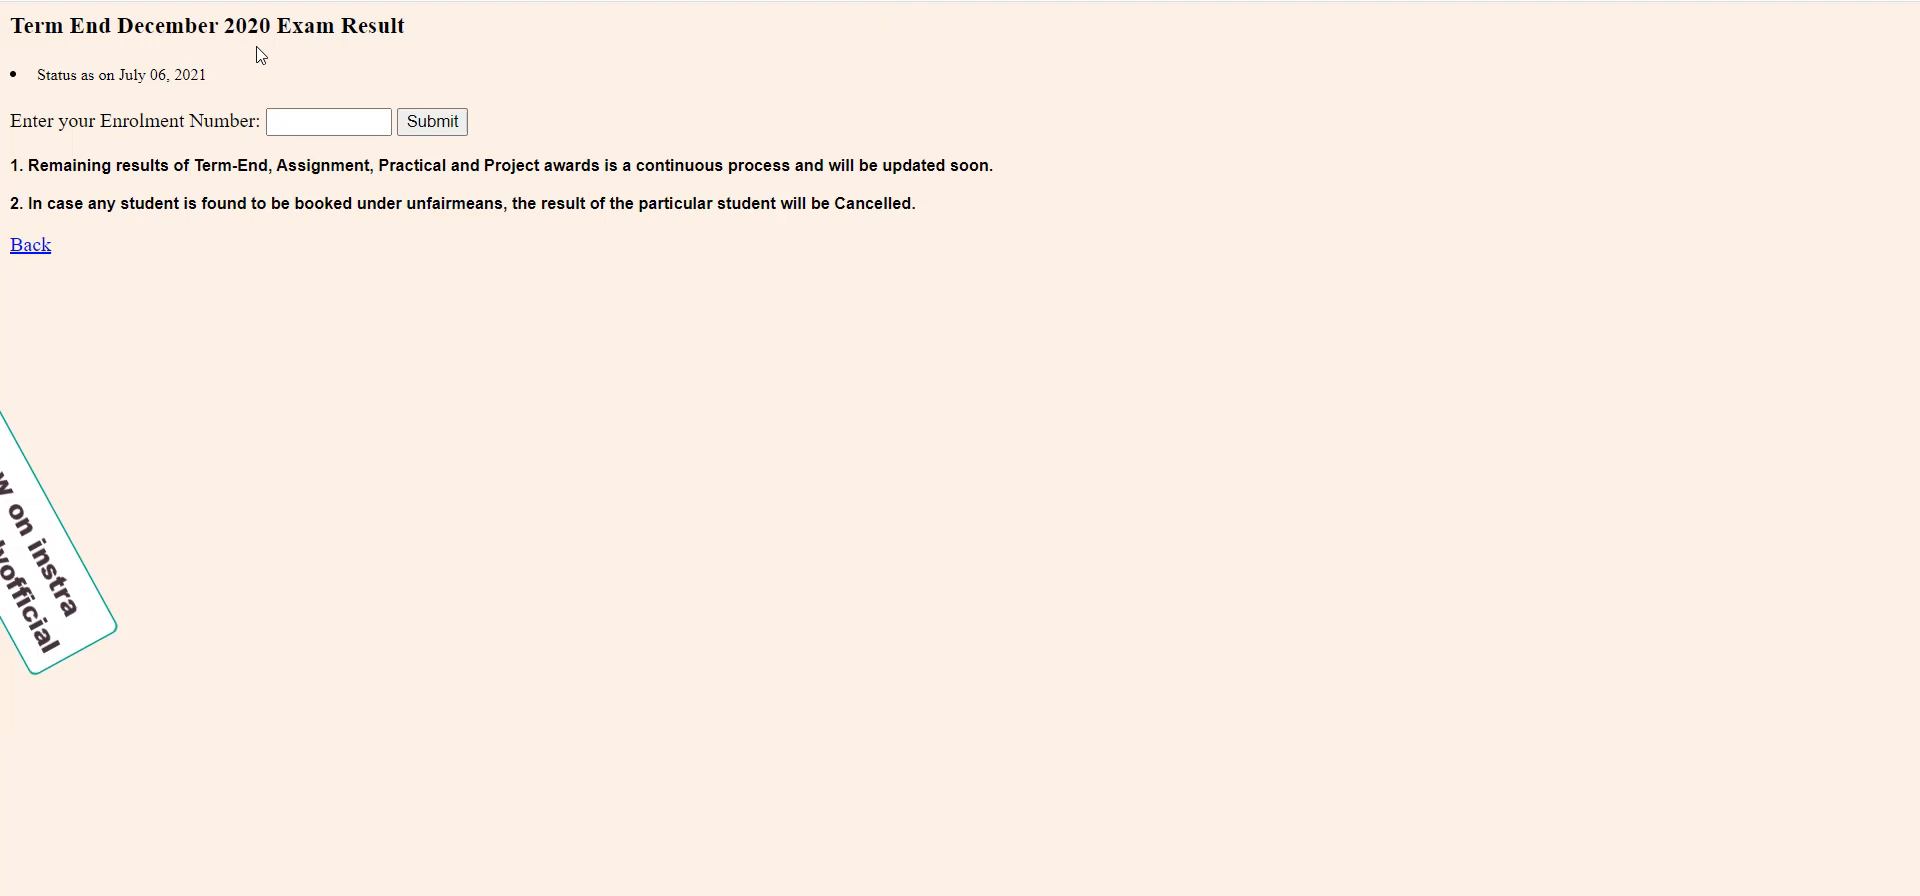 Term End December 2020 Exam Result
Status as on July 06, 2021
Enter your Enrolment Number: Submit
1. Remaining results of Term-End, Assignment, Practical and Project awards is a continuous process and will be updated soon.
2. In case any student is found to be booked under unfairmeans, the result of the particular student will be Cancelled.
Back
on instra